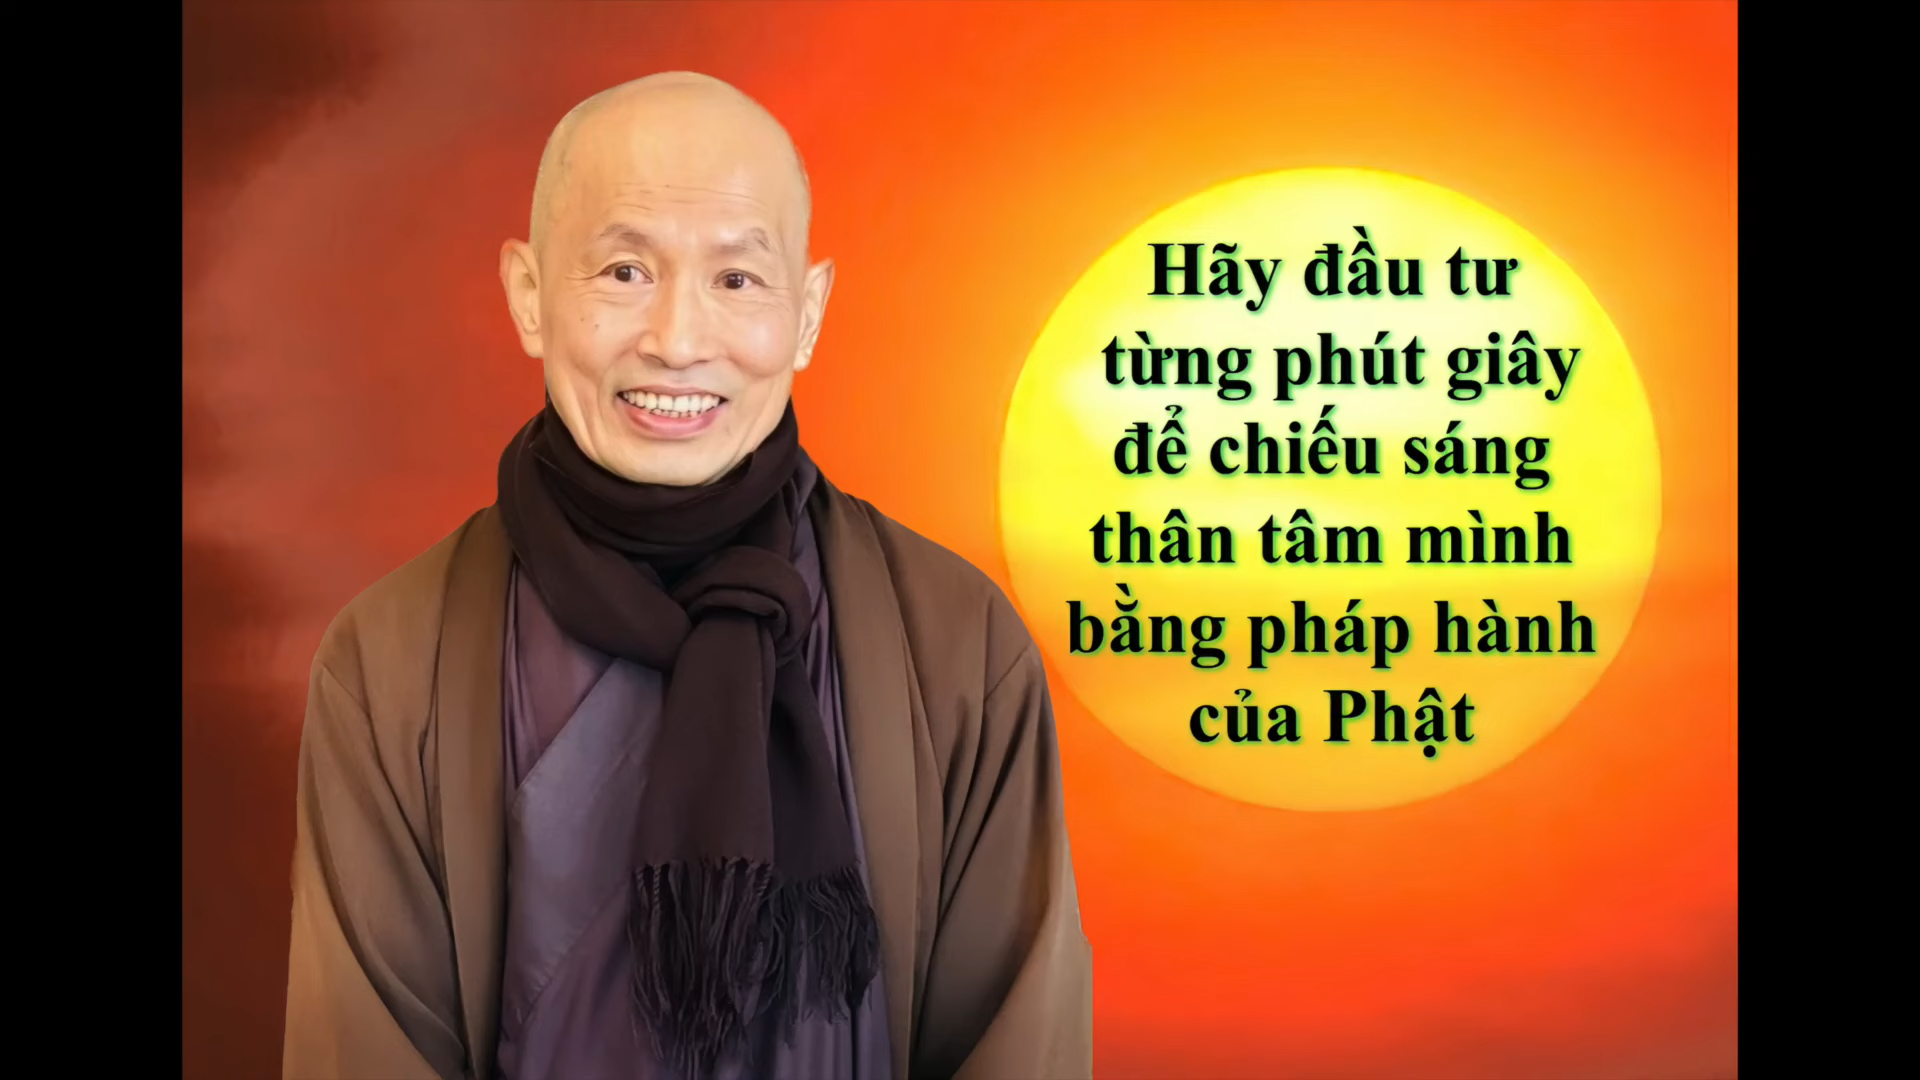 Hãy đầu tư
từng phút giây
để chiếu sáng
thân tâm mình
bằng pháp hành
của Phật